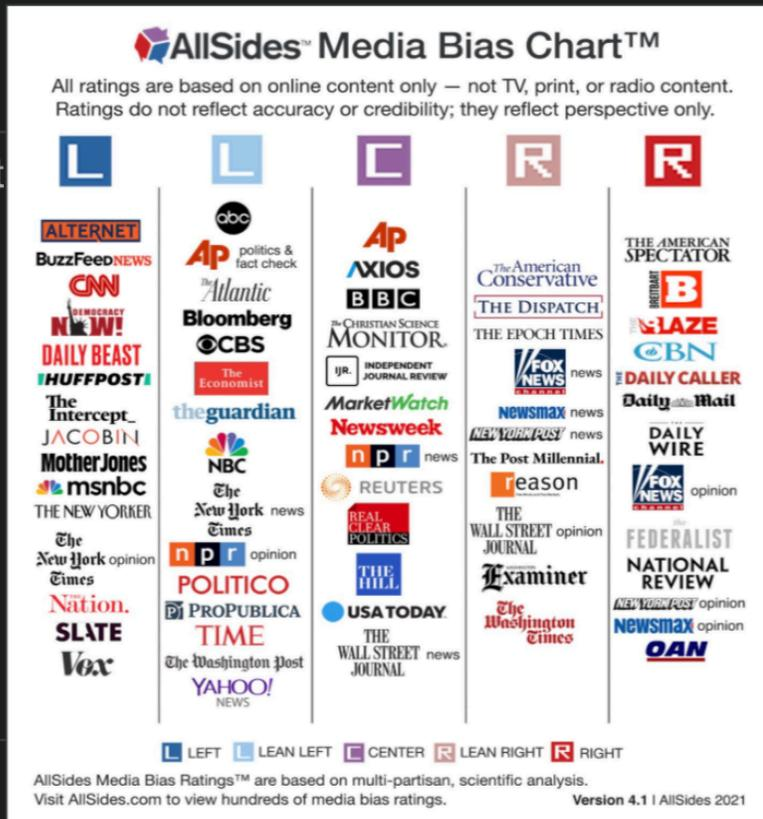 AllSides™ Media Bias Chart™
All ratings are based on online content only — not TV, print, or radio content.
Ratings do not reflect accuracy or credibility; they reflect perspective only.
L
L
C
R
R
ALTERNET
BuzzFeed NEWS
CNN
DEMOCRACY
NOW!
DAILY BEAST
HUFFPOST
The
Intercept_
JACOBIN
Mother Jones
msnbc
THE NEW YORKER
The
New York opinion
Times
The Nation.
SLATE
Vox
abc
AP politics &
fact check
The Atlantic
Bloomberg
CBS
The
Economist
theguardian
NBC
The
New York news
Times
npr opinion
POLITICO
PROPUBLICA
TIME
The Washington Post
YAHOO!
NEWS
AP
AXIOS
BBC
The CHRISTIAN SCIENCE
MONITOR
IJR. INDEPENDENT
JOURNAL REVIEW
MarketWatch
Newsweek
npr news
REUTERS
REAL
CLEAR
POLITICS
THE
HILL
USA TODAY
THE
WALL STREET news
JOURNAL
The American
Conservative
THE DISPATCH
THE EPOCH TIMES
FOX
NEWS news
channel
Newsmax news
NEW YORK POST news
The Post Millennial.
reason
THE
WALL STREET opinion
JOURNAL
WASHINGTON
Examiner
The
Washington
Times
THE AMERICAN
SPECTATOR
BREITBART B
THE BLAZE
CBN
THE DAILY CALLER
Daily Mail
THE
DAILY
WIRE
FOX
NEWS opinion
channel
the
FEDERALIST
NATIONAL
REVIEW
NEW YORK POST opinion
Newsmax opinion
OAN
L LEFT L LEAN LEFT C CENTER R LEAN RIGHT R RIGHT
AllSides Media Bias Ratings™ are based on multi-partisan, scientific analysis.
Visit AllSides.com to view hundreds of media bias ratings.
Version 4.1 | AllSides 2021